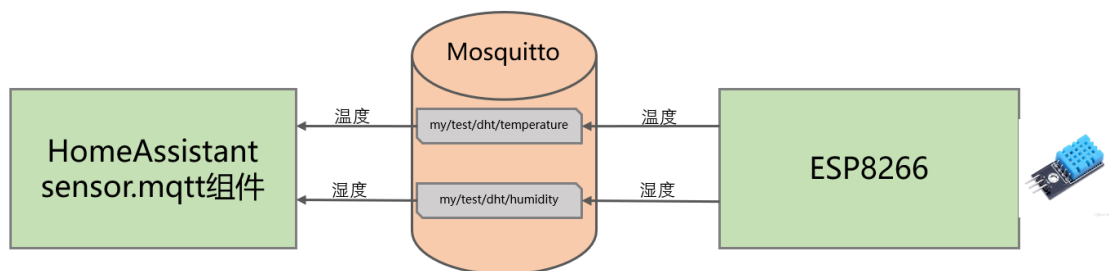 Mosquitto
温度
my/test/dht/temperature
温度
HomeAssistant
sensor.mqtt组件
ESP8266
湿度
my/test/dht/humidity
湿度